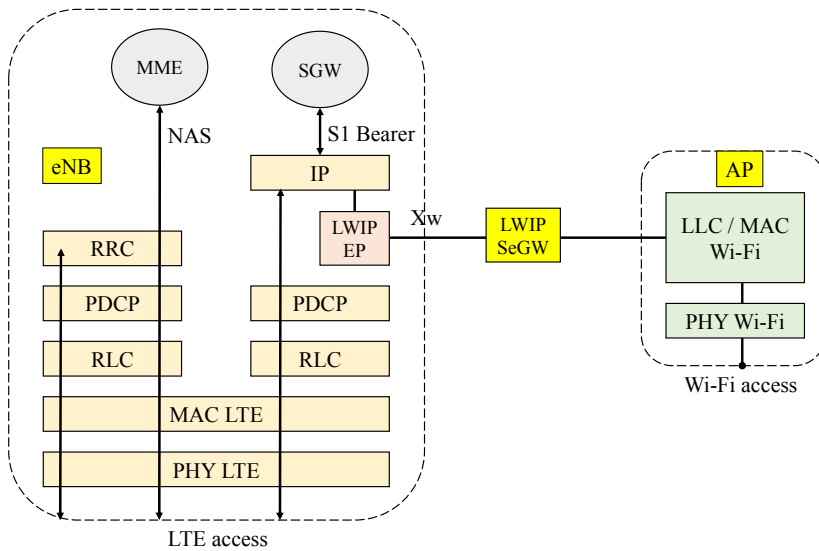 MME
SGW
NAS
S1 Bearer
eNB
IP
AP
LWIP
EP
Xw
LWIP
SeGW
LLC / MAC
Wi-Fi
RRC
PDCP
PDCP
PHY Wi-Fi
RLC
RLC
Wi-Fi access
MAC LTE
PHY LTE
LTE access